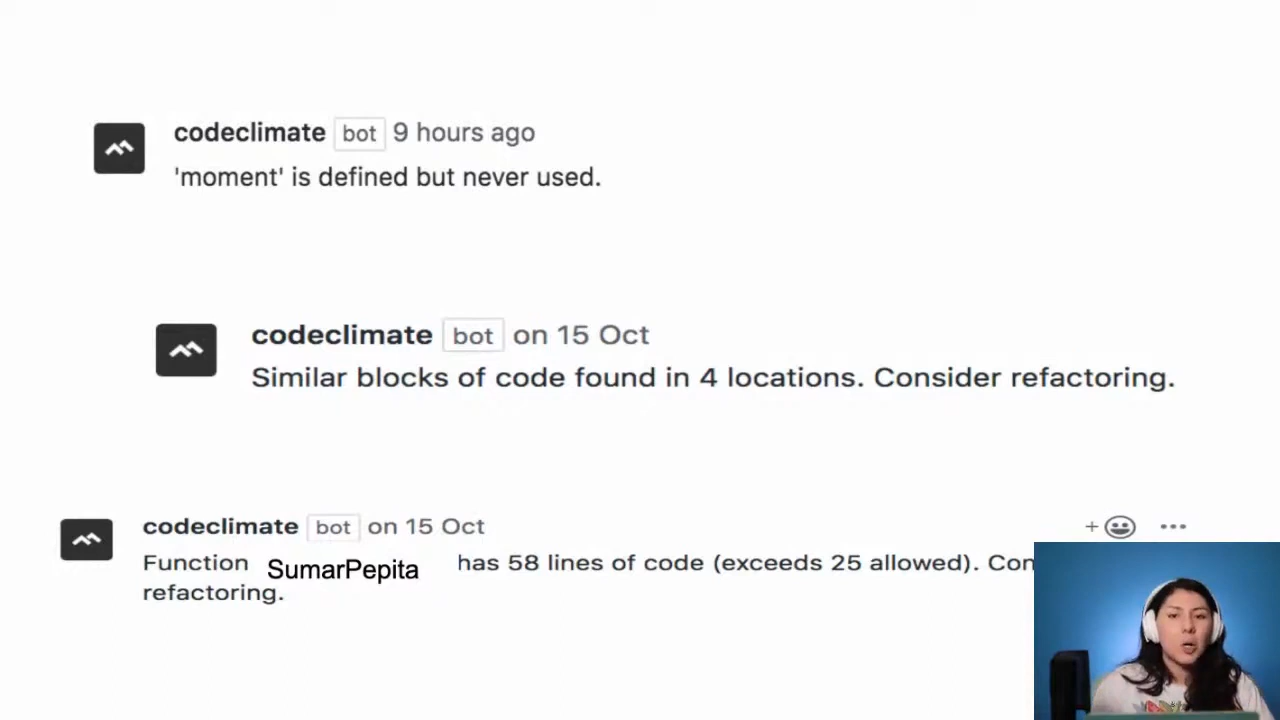 codeclimate bot 9 hours ago
'moment' is defined but never used.
codeclimate bot on 15 Oct
Similar blocks of code found in 4 locations. Consider refactoring.
codeclimate bot on 15 Oct
Function SumarPepita has 58 lines of code (exceeds 25 allowed). Con
refactoring.